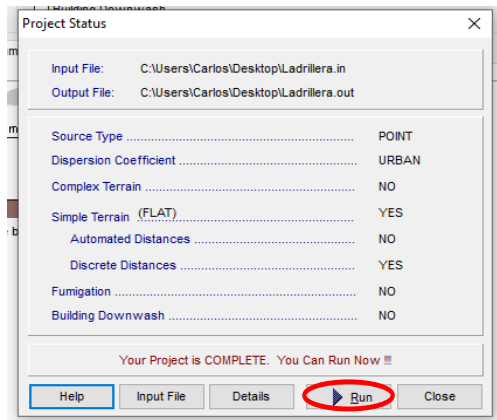 Building Downwash
Project Status
Input File: C:\Users\Carlos\Desktop\Ladrillera.in
Output File: C:\Users\Carlos\Desktop\Ladrillera.out
Source Type ........ POINT
Dispersion Coefficient ........ URBAN
Complex Terrain ........ NO
Simple Terrain (FLAT) ........ YES
Automated Distances ........ NO
Discrete Distances ........ YES
Fumigation ........ NO
Building Downwash ........ NO
Your Project is COMPLETE. You Can Run Now !!!
Help Input File Details Run Close